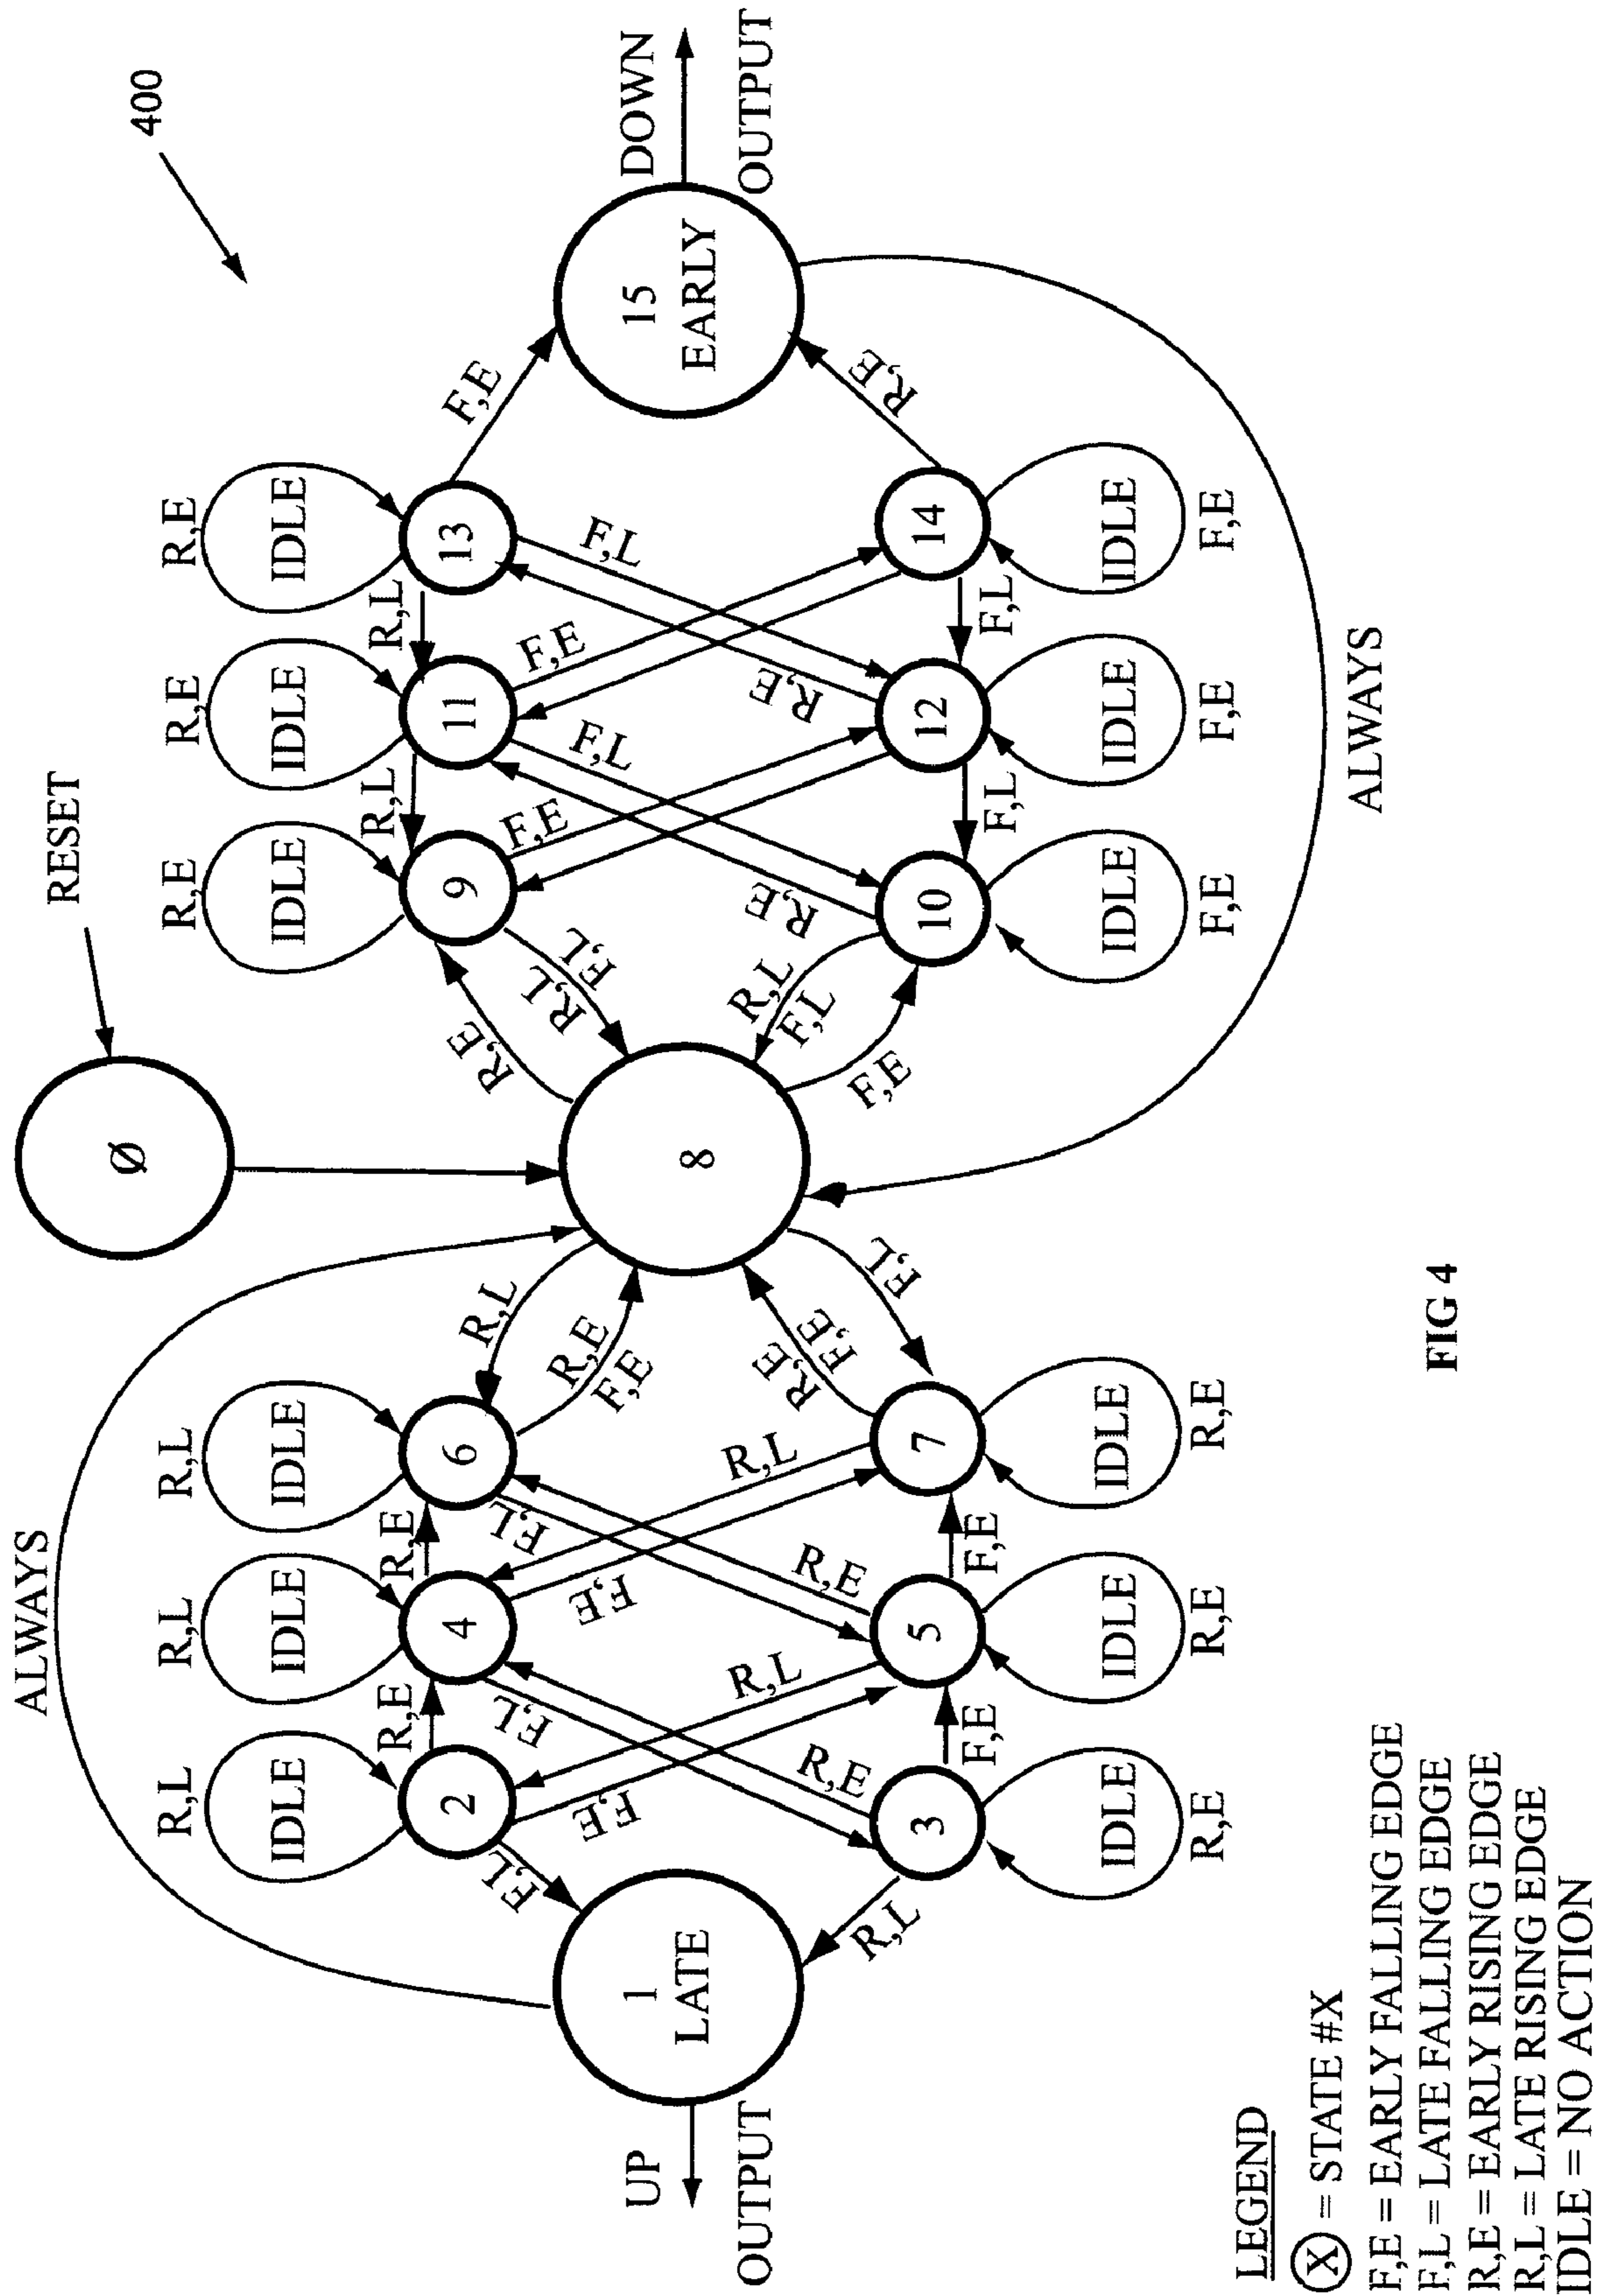 400
RESET
Ø
ALWAYS
R,L
IDLE
R,L
IDLE
R,L
IDLE
R,E
IDLE
R,E
IDLE
R,E
IDLE
2
R,E
4
R,E
6
9
R,L
11
R,L
13
F,L
F,E
F,L
F,E
F,L
R,L
R,E
F,E
R,E
R,L
F,L
F,E
F,L
F,E
F,L
F,E
UP
OUTPUT
1
LATE
8
15
EARLY
DOWN
OUTPUT
R,L
R,E
R,L
R,E
R,L
R,E
F,E
F,L
R,L
F,L
F,E
R,E
R,E
R,E
3
F,E
5
F,E
7
10
F,L
12
F,L
14
IDLE
R,E
IDLE
R,E
IDLE
R,E
IDLE
F,E
IDLE
F,E
IDLE
F,E
ALWAYS
LEGEND
X = STATE #X
F,E = EARLY FALLING EDGE
F,L = LATE FALLING EDGE
R,E = EARLY RISING EDGE
R,L = LATE RISING EDGE
IDLE = NO ACTION
FIG 4